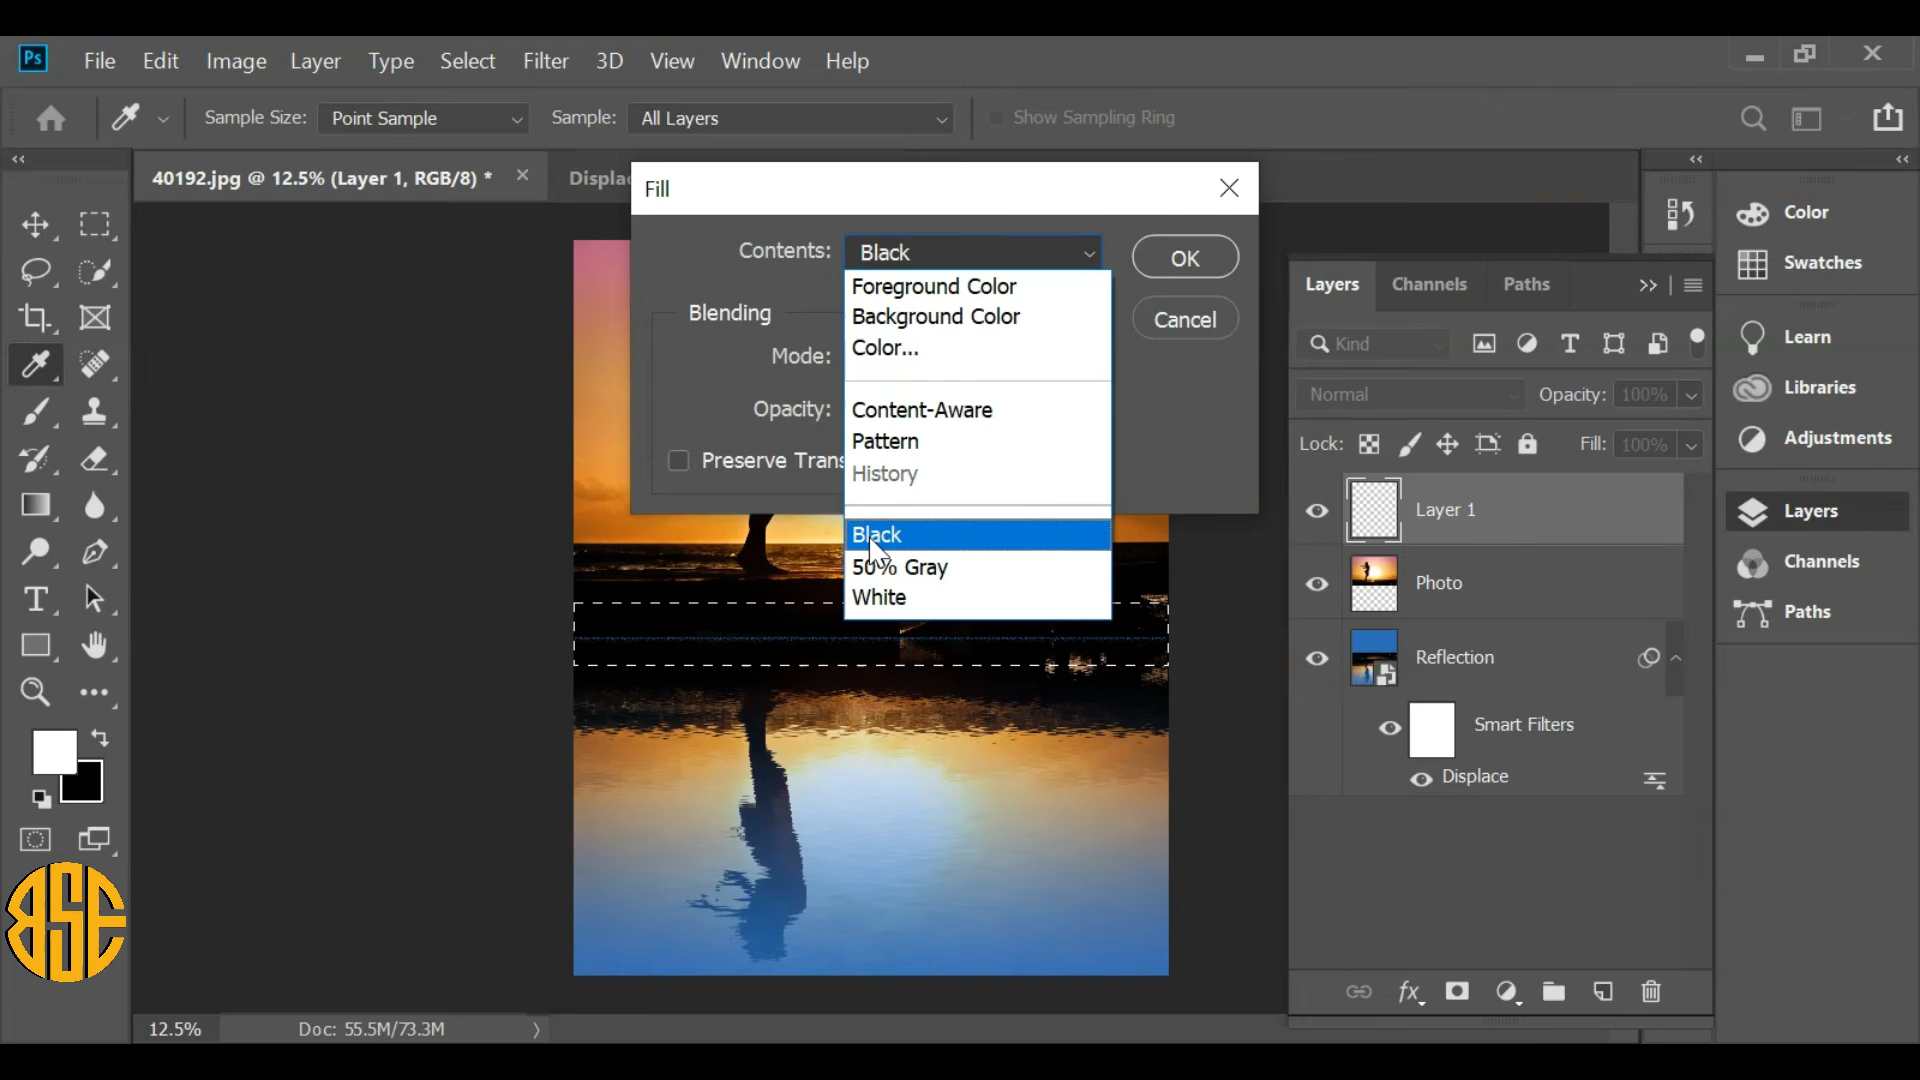 Ps File Edit Image Layer Type Select Filter 3D View Window Help
Sample Size: Point Sample Sample: All Layers Show Sampling Ring
40192.jpg @ 12.5% (Layer 1, RGB/8) * Displac
Fill
Contents: Black
OK
Cancel
Foreground Color
Background Color
Color...
Content-Aware
Pattern
History
Black
50% Gray
White
Blending
Mode:
Opacity:
Preserve Trans
Layers Channels Paths
Kind
Normal Opacity: 100%
Lock: Fill: 100%
Layer 1
Photo
Reflection
Smart Filters
Displace
Color
Swatches
Learn
Libraries
Adjustments
Layers
Channels
Paths
fx
BSE
12.5% Doc: 55.5M/73.3M